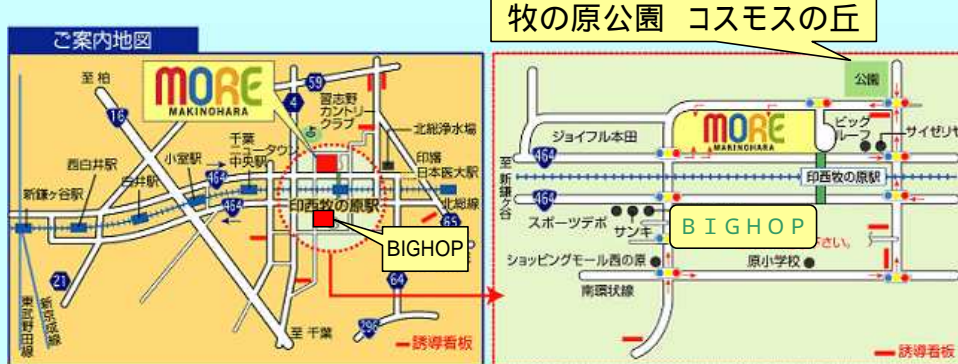 牧の原公園 コスモスの丘
ご案内地図
至 柏
MORE
MAKINOHARA
59
4
16
習志野
カントリー
クラブ
北総浄水場
千葉
ニュータウン
中央駅
印旛
日本医大駅
小室駅
464
西白井駅
白井駅
新鎌ヶ谷駅
464
北総線
印西牧の原駅
65
BIGHOP
21
64
296
東武野田線
新京成線
至 千葉
誘導看板
公園
MORE
MAKINOHARA
ビッグ
ルーフ
サイゼリヤ
ジョイフル本田
464
至 新鎌ケ谷
印西牧の原駅
464
スポーツデポ
サンキ
BIGHOP
下さい。
ショッピングモール西の原
原小学校
南環状線
誘導看板